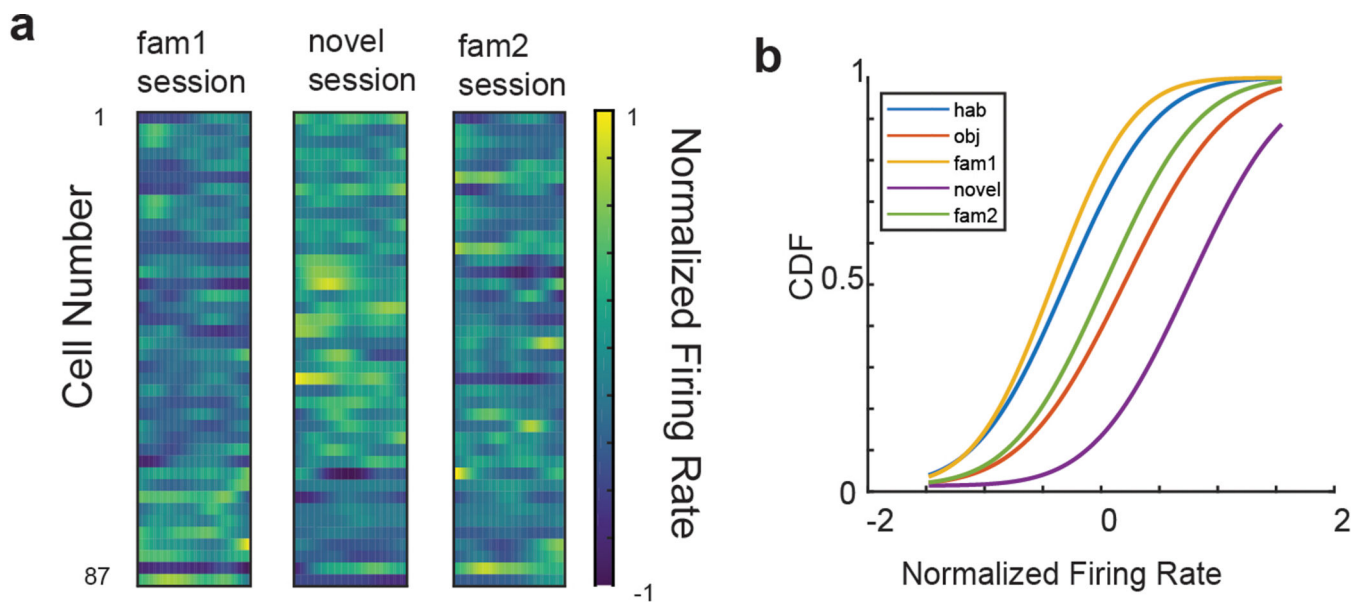 a
fam1
session
novel
session
fam2
session
1
87
Cell Number
1
-1
Normalized Firing Rate
b
1
0.5
0
CDF
hab
obj
fam1
novel
fam2
-2
0
2
Normalized Firing Rate